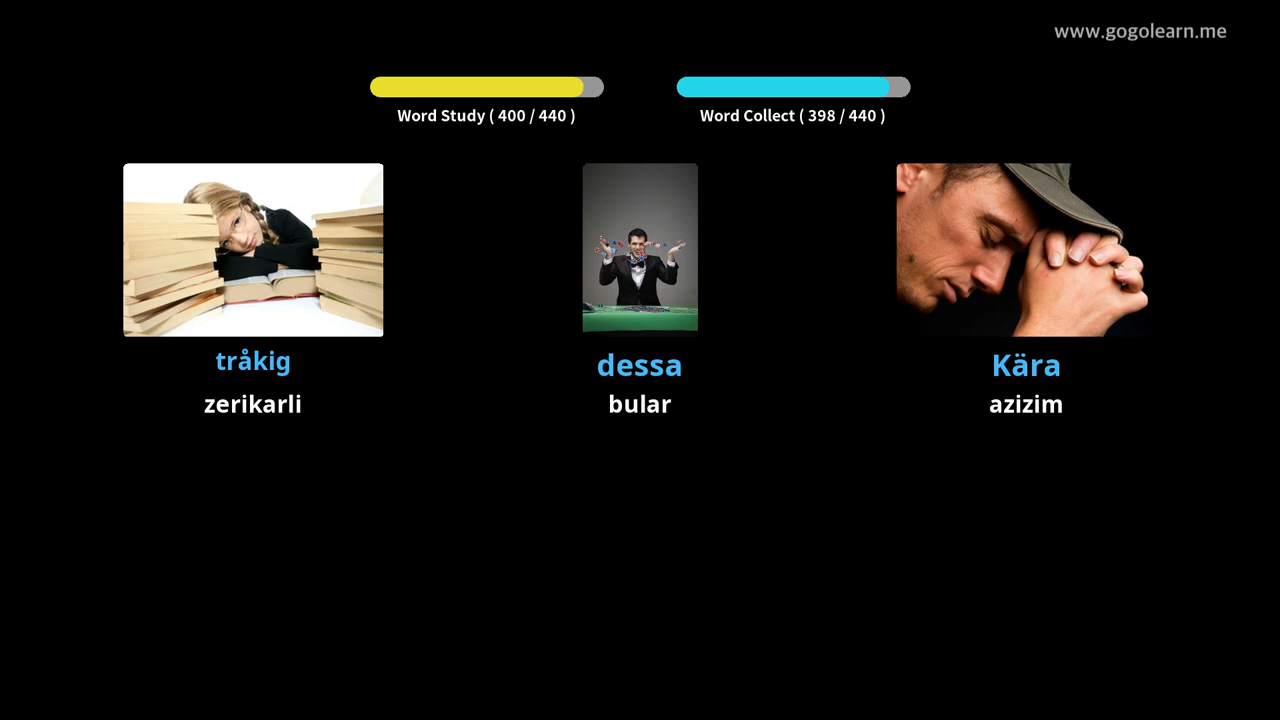 www.gogolearn.me
Word Study ( 400 / 440 )
Word Collect ( 398 / 440 )
tråkig
dessa
Kära
zerikarli
bular
azizim